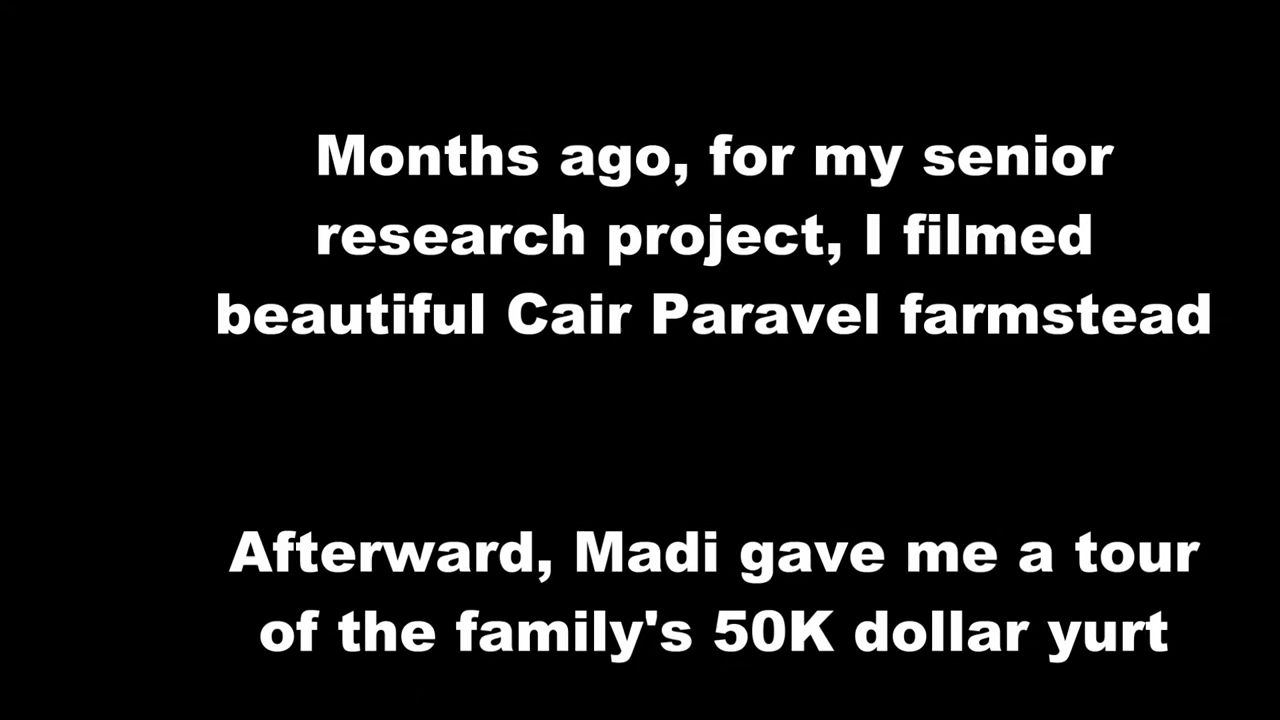 Months ago, for my senior
research project, I filmed
beautiful Cair Paravel farmstead
Afterward, Madi gave me a tour
of the family's 50K dollar yurt